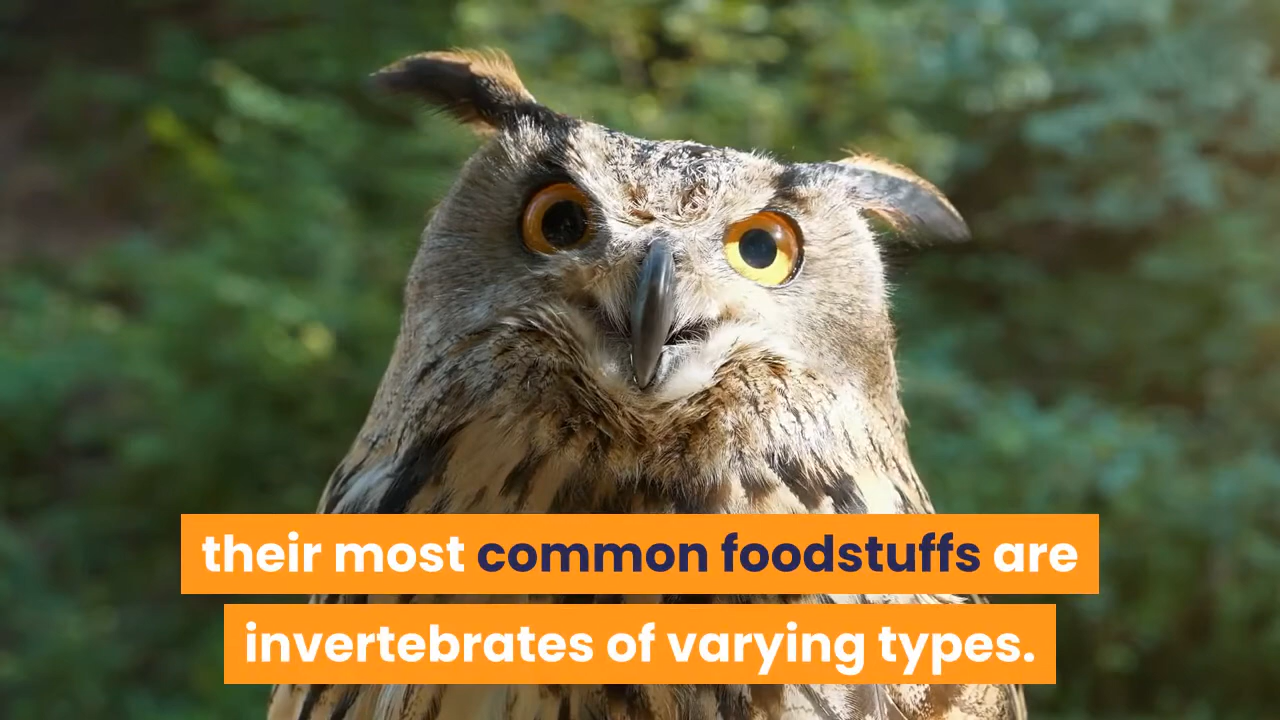 their most common foodstuffs are
invertebrates of varying types.